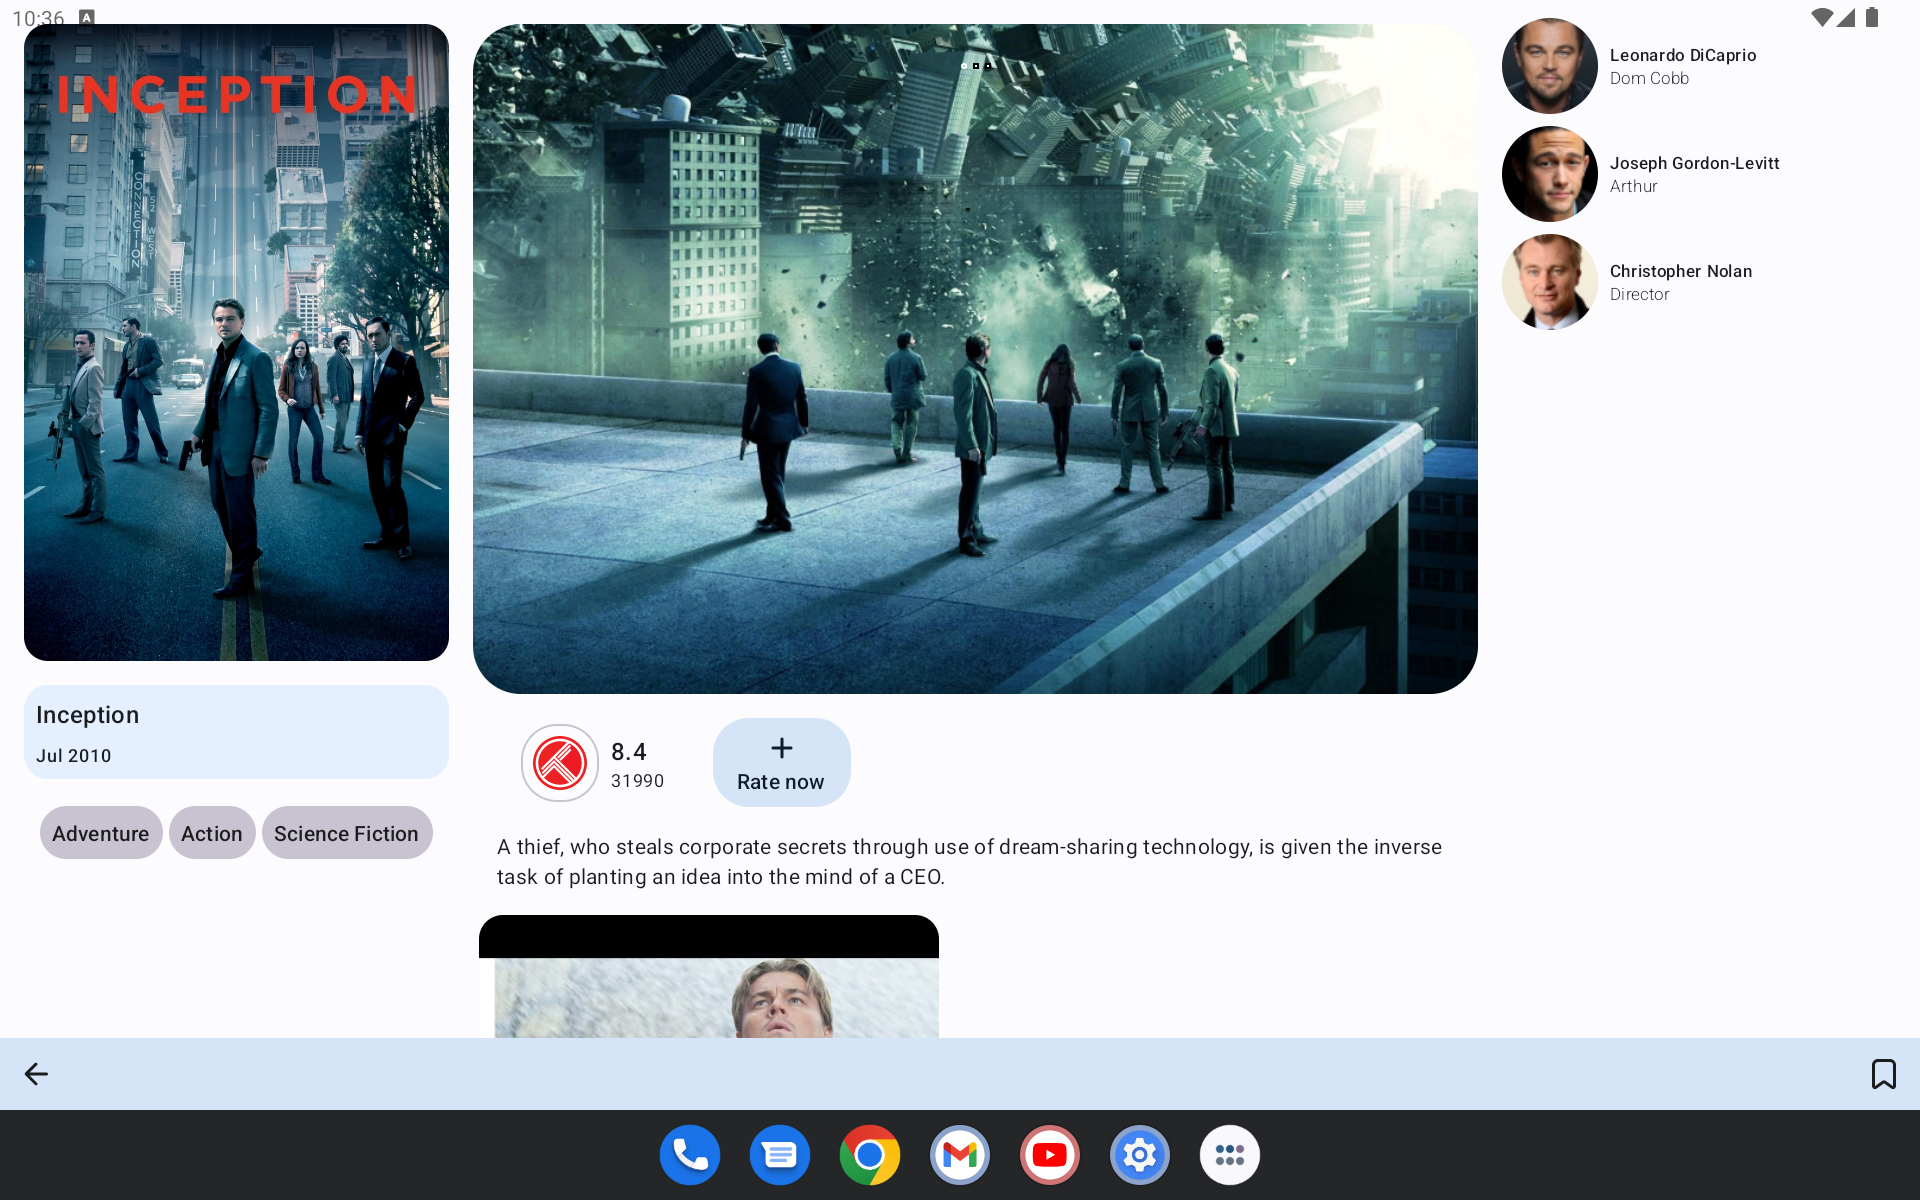 10:36
A
INCEPTION
CONNECTION
Inception
Jul 2010
Adventure
Action
Science Fiction
8.4
31990
Rate now
A thief, who steals corporate secrets through use of dream-sharing technology, is given the inverse
task of planting an idea into the mind of a CEO.
Leonardo DiCaprio
Dom Cobb
Joseph Gordon-Levitt
Arthur
Christopher Nolan
Director